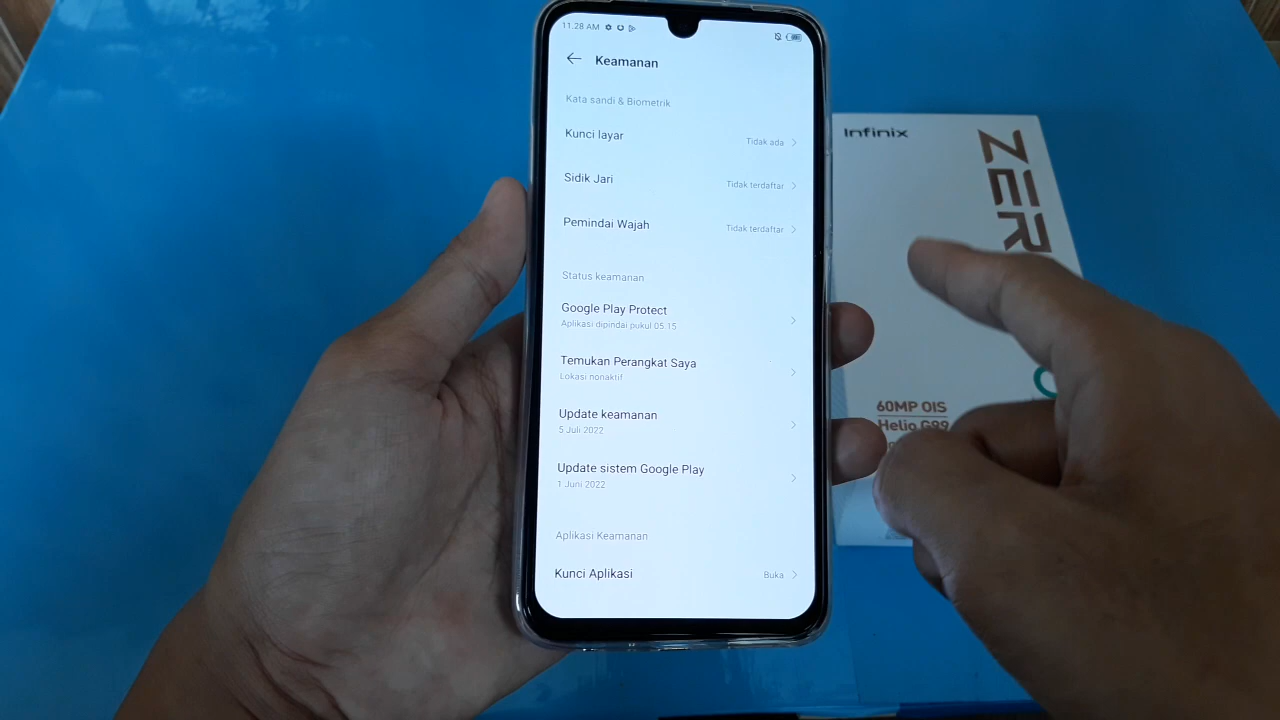 11.28 AM
Keamanan
Kata sandi & Biometrik
Kunci layar
Tidak ada
Sidik Jari
Tidak terdaftar
Pemindai Wajah
Tidak terdaftar
Status keamanan
Google Play Protect
Aplikasi dipindai pukul 05.15
Temukan Perangkat Saya
Lokasi nonaktif
Update keamanan
5 Juli 2022
Update sistem Google Play
1 Juni 2022
Aplikasi Keamanan
Kunci Aplikasi
Buka
Infinix
ZER
60MP OIS
Helio G99